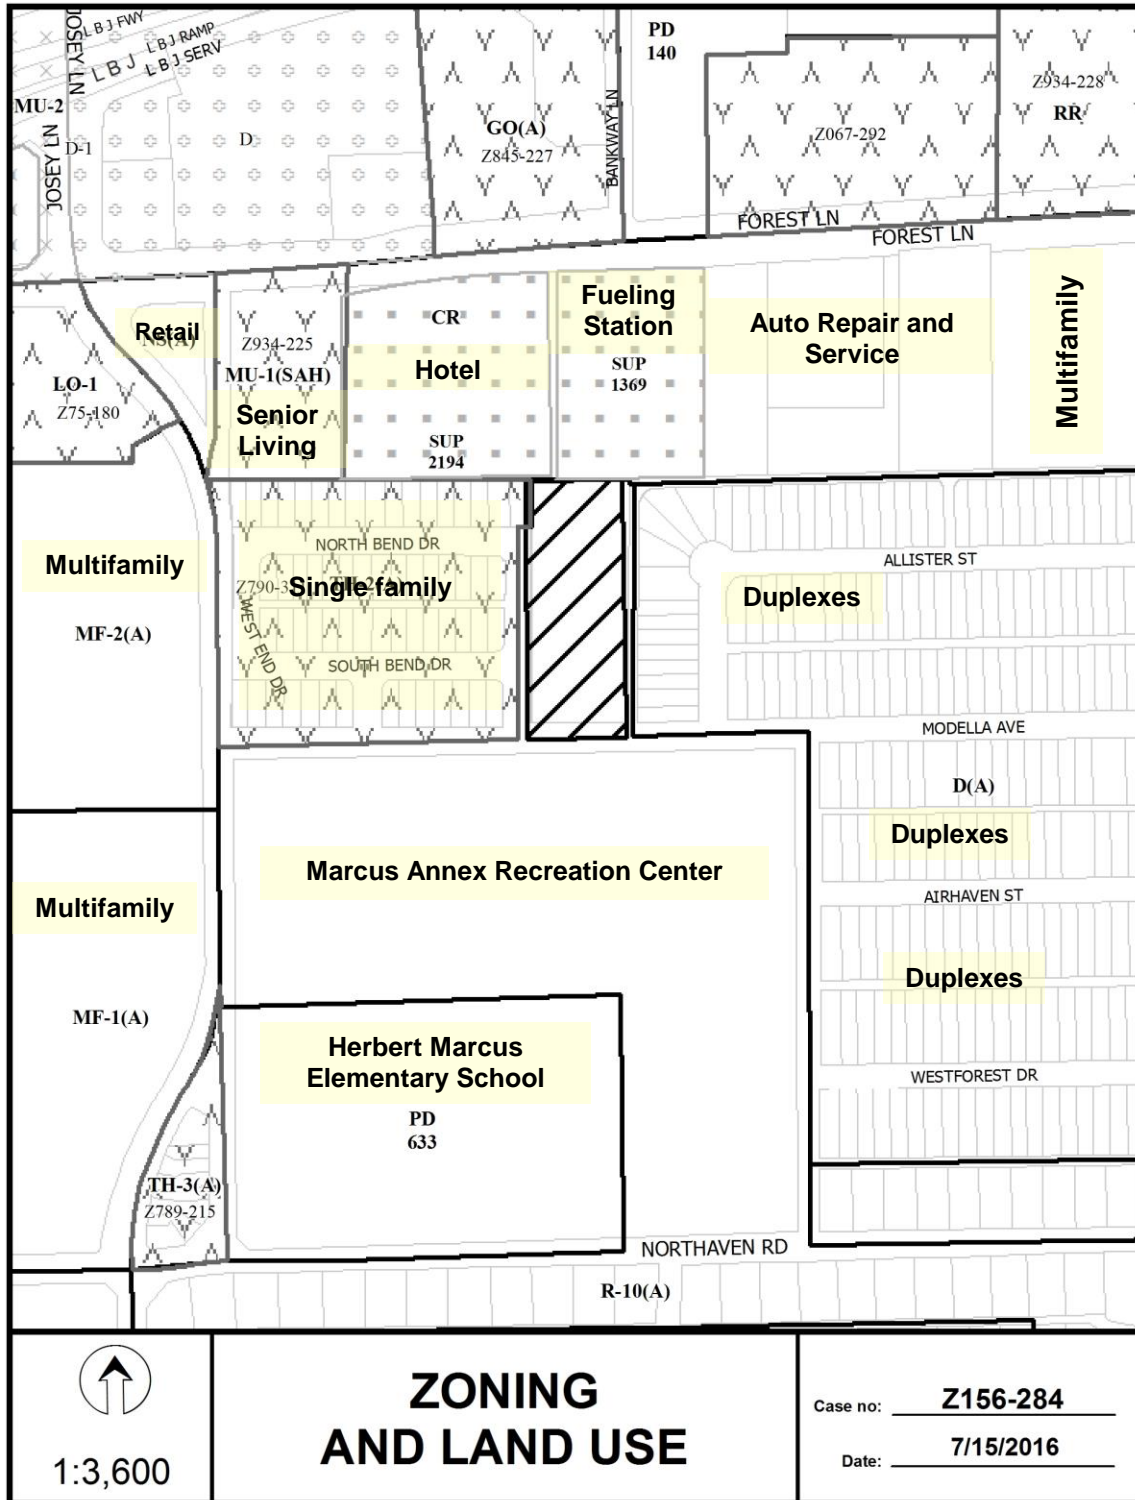 JOSEY LN
LBJ FWY
LBJ RAMP
LBJ
LBJ SERV
MU-2
D-1
D
JOSEY LN
GO(A)
Z845-227
BANKWAY LN
PD
140
Z067-292
Z934-228
RR
FOREST LN
FOREST LN
Retail
NS(A)
LO-1
Z75-180
Z934-225
MU-1(SAH)
Senior
Living
CR
Hotel
SUP
2194
Fueling
Station
SUP
1369
Auto Repair and
Service
Multifamily
Multifamily
MF-2(A)
NORTH BEND DR
Single family
WEST END DR
SOUTH BEND DR
ALLISTER ST
Duplexes
MODELLA AVE
D(A)
Duplexes
AIRHAVEN ST
Duplexes
WESTFOREST DR
Marcus Annex Recreation Center
Multifamily
MF-1(A)
Herbert Marcus
Elementary School
PD
633
TH-3(A)
Z789-215
NORTHAVEN RD
R-10(A)
1:3,600
ZONING
AND LAND USE
Case no: Z156-284
Date: 7/15/2016